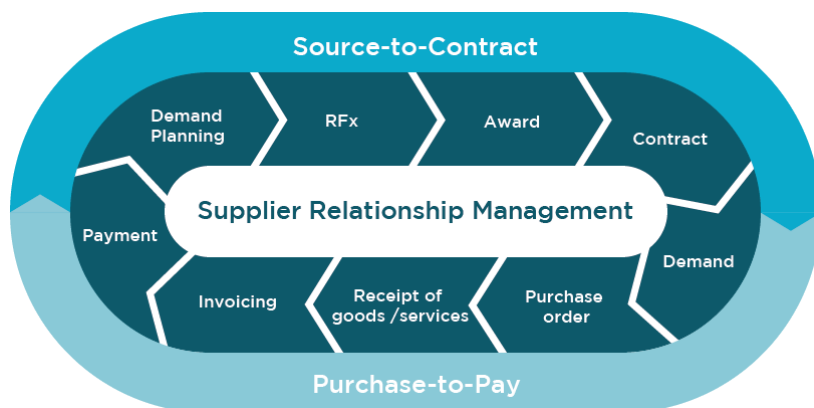 Source-to-Contract
Demand
Planning
RFx
Award
Contract
Supplier Relationship Management
Payment
Demand
Invoicing
Receipt of
goods /services
Purchase
order
Purchase-to-Pay